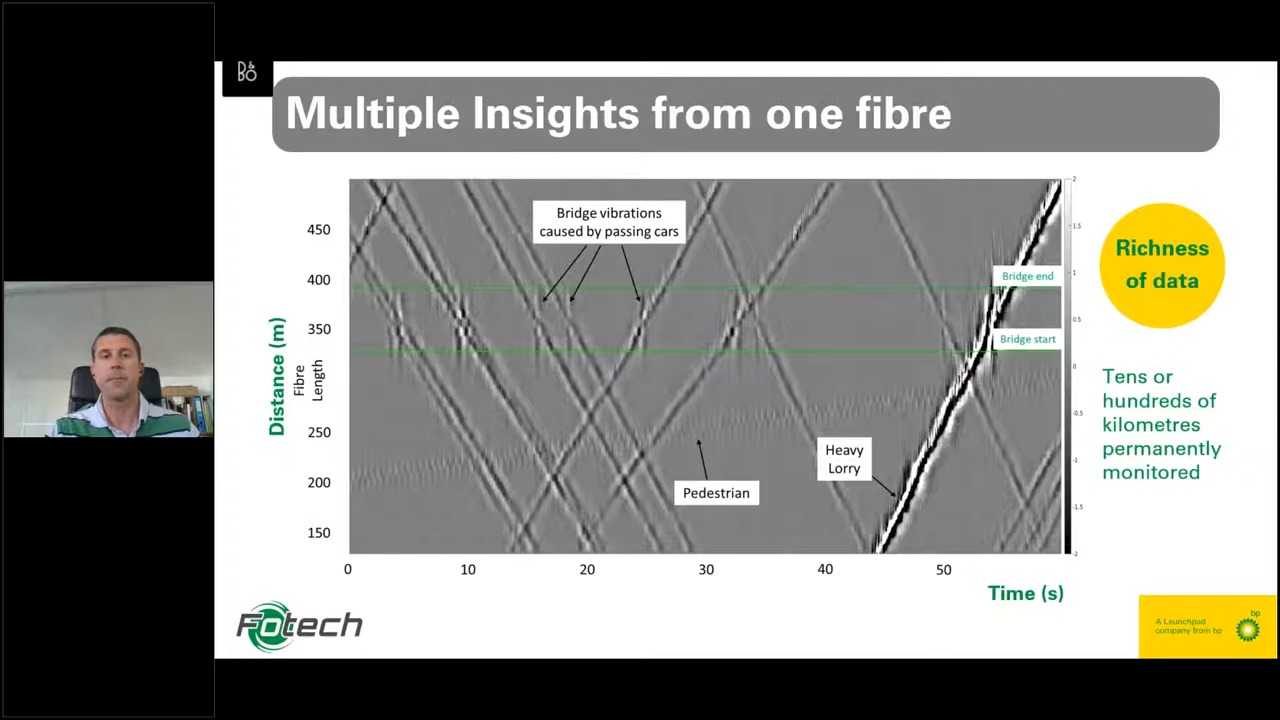 D&
BO
Multiple Insights from one fibre
Bridge vibrations
caused by passing cars
450
400
350
250
200
150
Distance (m)
Fibre
Length
Bridge end
Bridge start
2
1.5
1
0.5
0
-0.5
-1
-1.5
-2
Pedestrian
Heavy
Lorry
0
10
20
30
40
50
Time (s)
Richness
of data
Tens or
hundreds of
kilometres
permanently
monitored
Fotech
A Launchpad
company from bp
bp